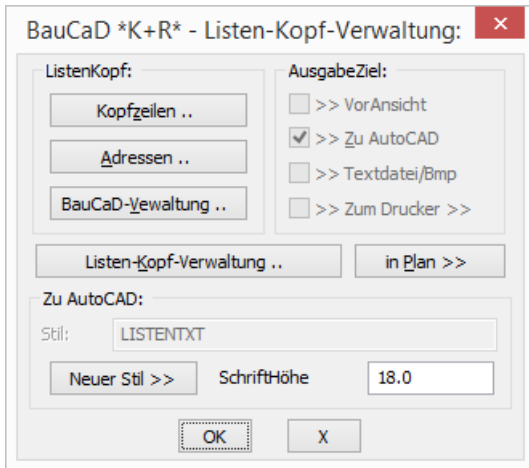 BauCaD *K+R* - Listen-Kopf-Verwaltung:
ListenKopf:
Kopfzeilen ..
Adressen ..
BauCaD-Vewaltung ..
AusgabeZiel:
>> VorAnsicht
>> Zu AutoCAD
>> Textdatei/Bmp
>> Zum Drucker >>
Listen-Kopf-Verwaltung ..
in Plan >>
Zu AutoCAD:
Stil: LISTENTXT
Neuer Stil >> SchriftHöhe 18.0
OK X